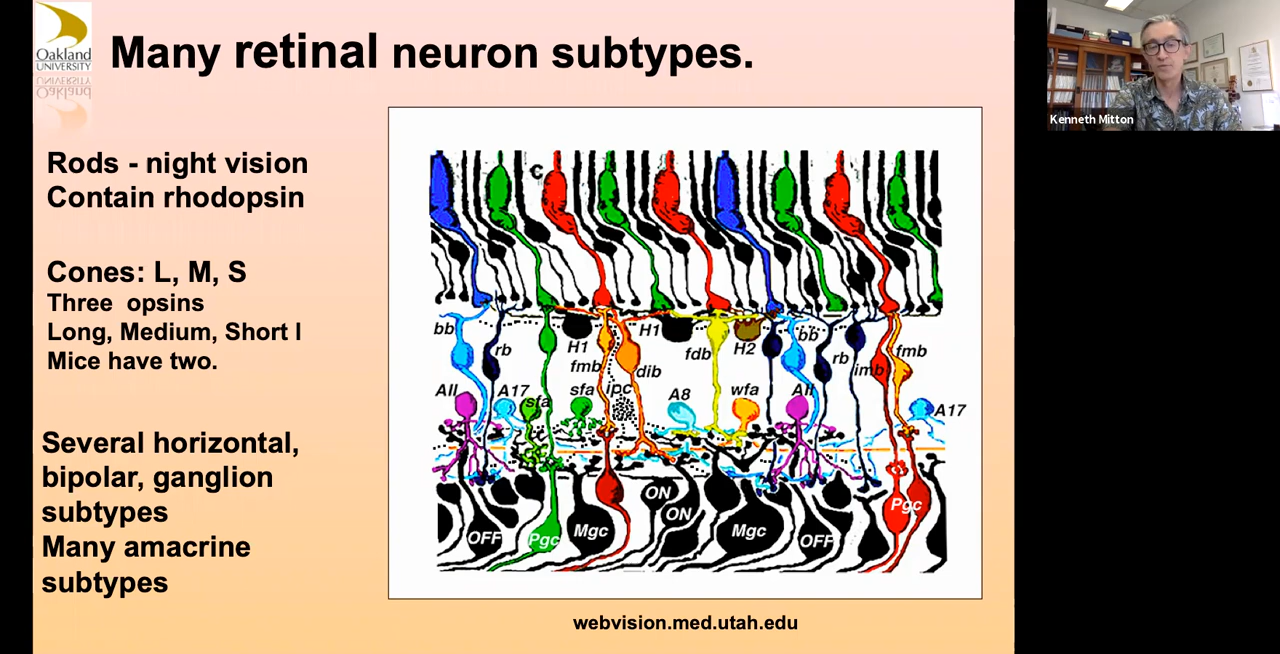 Oakland
UNIVERSITY
Many retinal neuron subtypes.
Kenneth Mitton
Rods - night vision
Contain rhodopsin
Cones: L, M, S
Three opsins
Long, Medium, Short l
Mice have two.
Several horizontal,
bipolar, ganglion
subtypes
Many amacrine
subtypes
C
bb
rb
H1
H1
fmb
dib
fdb
H2
bb
rb
imb
fmb
AII
A17
sfa
sfa
ipc
A8
wfa
AII
A17
OFF
Pgc
Mgc
ON
ON
Mgc
OFF
Pgc
webvision.med.utah.edu